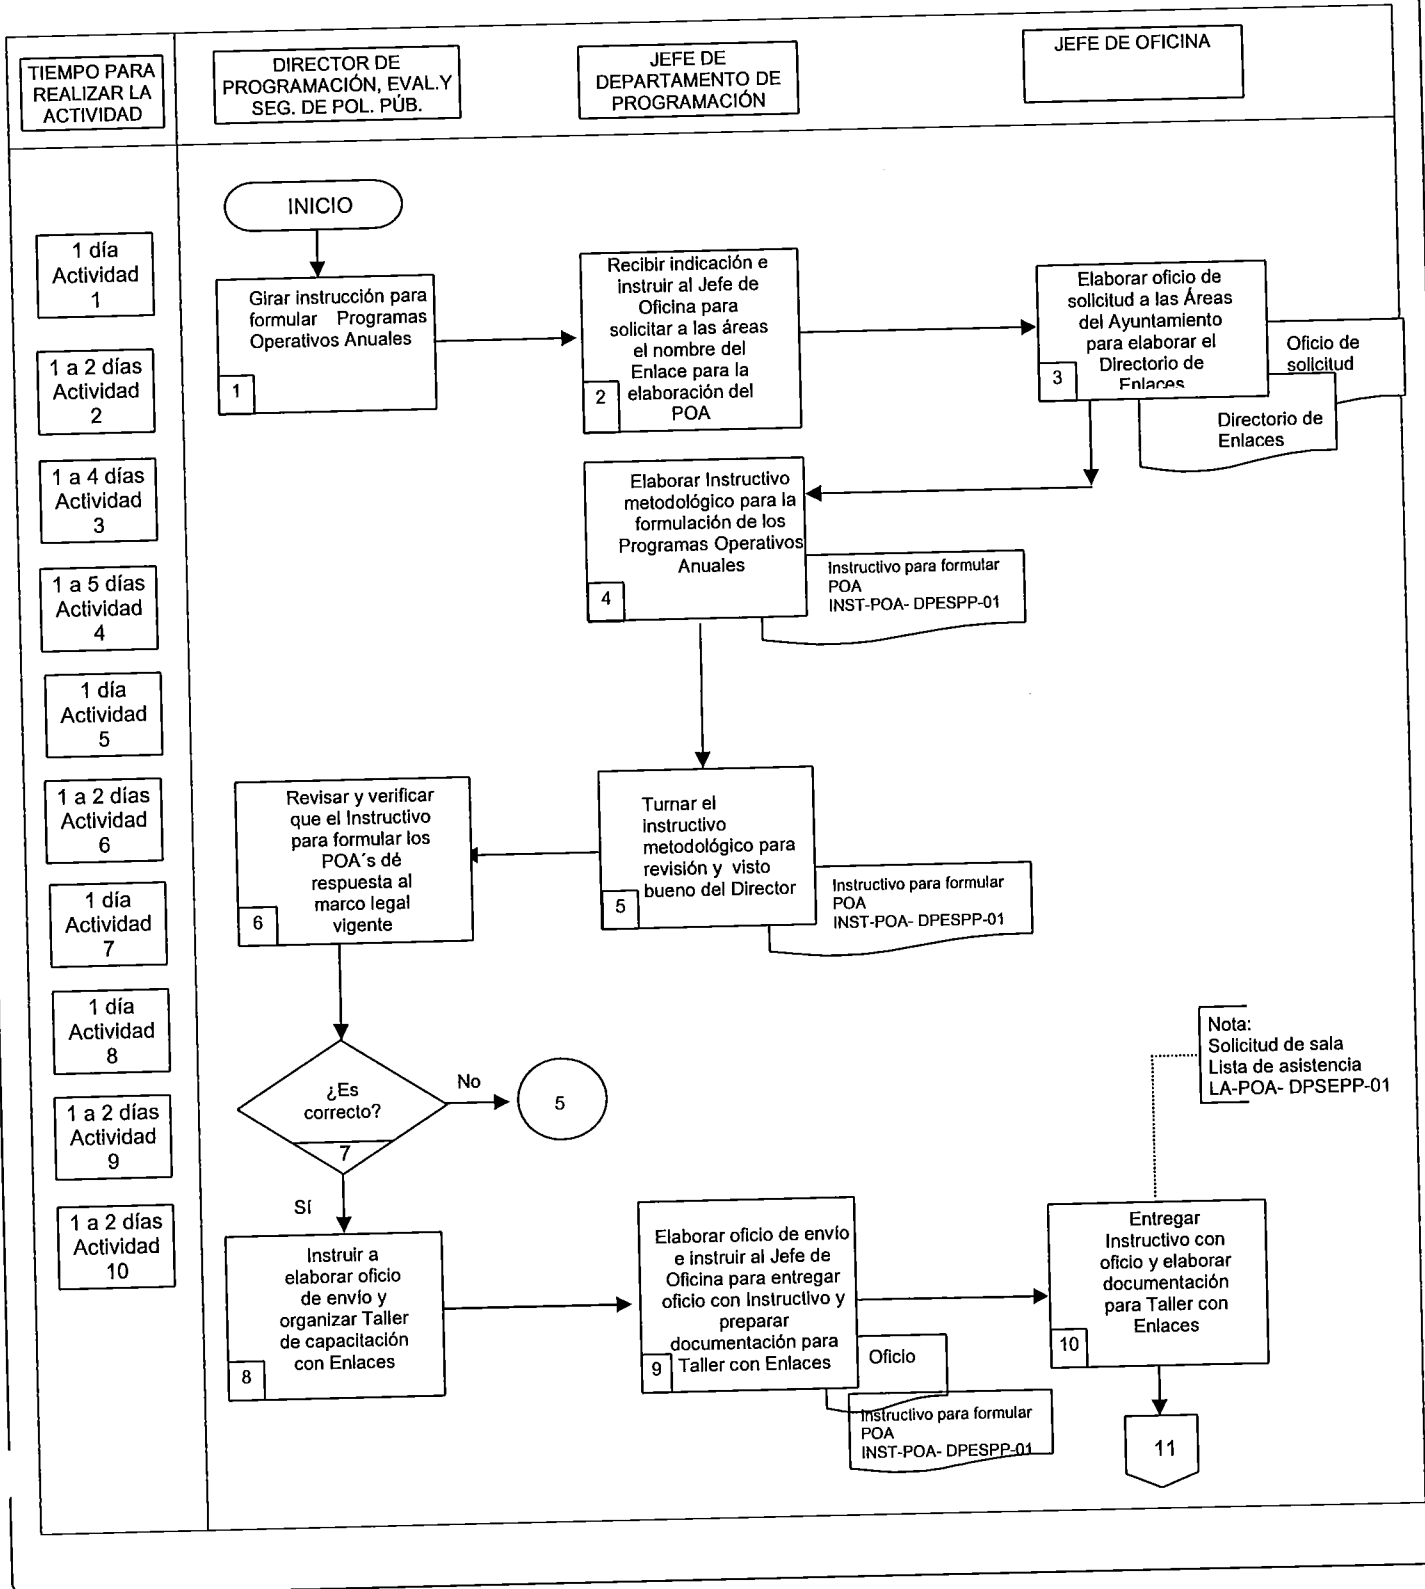 TIEMPO PARA
REALIZAR LA
ACTIVIDAD
DIRECTOR DE
PROGRAMACIÓN, EVAL.Y
SEG. DE POL. PÚB.
JEFE DE
DEPARTAMENTO DE
PROGRAMACIÓN
JEFE DE OFICINA
1 día
Actividad
1
1 a 2 días
Actividad
2
1 a 4 días
Actividad
3
1 a 5 días
Actividad
4
1 día
Actividad
5
1 a 2 días
Actividad
6
1 día
Actividad
7
1 día
Actividad
8
1 a 2 días
Actividad
9
1 a 2 días
Actividad
10
INICIO
Girar instrucción para
formular Programas
Operativos Anuales
1
Recibir indicación e
instruir al Jefe de
Oficina para
solicitar a las áreas
el nombre del
Enlace para la
elaboración del
POA
2
Elaborar oficio de
solicitud a las Áreas
del Ayuntamiento
para elaborar el
Directorio de
Enlaces
3
Oficio de
solicitud
Directorio de
Enlaces
Elaborar Instructivo
metodológico para la
formulación de los
Programas Operativos
Anuales
4
Instructivo para formular
POA
INST-POA- DPESPP-01
Turnar el
instructivo
metodológico para
revisión y visto
bueno del Director
5
Instructivo para formular
POA
INST-POA- DPESPP-01
Revisar y verificar
que el Instructivo
para formular los
POA´s dé
respuesta al
marco legal
vigente
6
¿Es
correcto?
7
No
5
Sí
Instruir a
elaborar oficio
de envío y
organizar Taller
de capacitación
con Enlaces
8
Elaborar oficio de envío
e instruir al Jefe de
Oficina para entregar
oficio con Instructivo y
preparar
documentación para
Taller con Enlaces
9
Oficio
Instructivo para formular
POA
INST-POA- DPESPP-01
Nota:
Solicitud de sala
Lista de asistencia
LA-POA- DPSEPP-01
Entregar
Instructivo con
oficio y elaborar
documentación
para Taller con
Enlaces
10
11